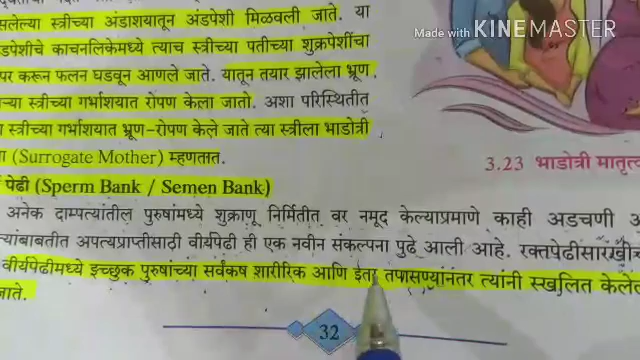 Made with KINEMASTER
सलेल्या स्त्रीच्या अंडाशयातून अंडपेशी मिळवली जाते. या
डपेशीचे काचनलिकेमध्ये त्याच स्त्रीच्या पतीच्या शुक्रपेशींचा
पर करून फलन घडवून आणले जाते. यातून तयार झालेला भ्रूण
च्या स्त्रीच्या गर्भाशयात रोपण केला जातो. अशा परिस्थितीत
स्त्रीच्या गर्भाशयात भ्रूण-रोपण केले जाते त्या स्त्रीला भाडोत्री
(Surrogate Mother) म्हणतात.
3.23 भाडोत्री मातृत्व
पेढी (Sperm Bank / Semen Bank)
अनेक दाम्पत्यांतील पुरुषांमध्ये शुक्राणू निर्मितीत वर नमूद केल्याप्रमाणे काही अडचणी
यांबाबतीत अपत्यप्राप्तीसाठी वीर्यपेढी ही एक नवीन संकल्पना पुढे आली आहे. रक्तपेढीसारखीच
वीर्यपेढीमध्ये इच्छुक पुरुषांच्या सर्वंकष शारीरिक आणि इतर तपासण्यांनंतर त्यांनी स्खलित केलेल
जाते.
32